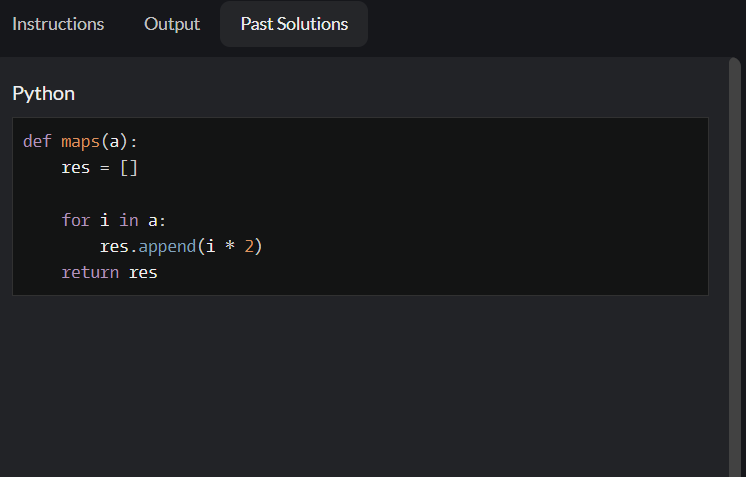 Instructions Output Past Solutions
Python
def maps(a):
    res = []
    for i in a:
        res.append(i * 2)
    return res